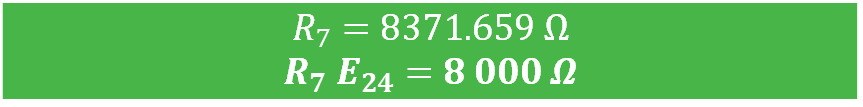 R₇ = 8371.659 Ω
R₇ E₂₄ = 8 000 Ω